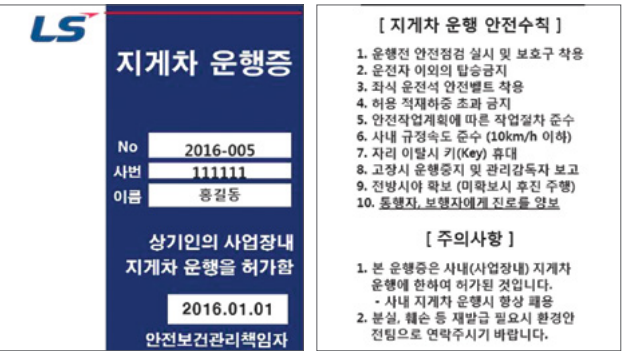 LS
지게차 운행증
No 2016-005
사번 111111
이름 홍길동
상기인의 사업장내
지게차 운행을 허가함
2016.01.01
안전보건관리책임자
[ 지게차 운행 안전수칙 ]
1. 운행전 안전점검 실시 및 보호구 착용
2. 운전자 이외의 탑승금지
3. 좌식 운전석 안전벨트 착용
4. 허용 적재하중 초과 금지
5. 안전작업계획에 따른 작업절차 준수
6. 사내 규정속도 준수 (10km/h 이하)
7. 자리 이탈시 키(Key) 휴대
8. 고장시 운행중지 및 관리감독자 보고
9. 전방시야 확보 (미확보시 후진 주행)
10. 통행자, 보행자에게 진로를 양보
[ 주의사항 ]
1. 본 운행증은 사내(사업장내) 지게차
운행에 한하여 허가된 것입니다.
- 사내 지게차 운행시 항상 패용
2. 분실, 훼손 등 재발급 필요시 환경안
전팀으로 연락주시기 바랍니다.